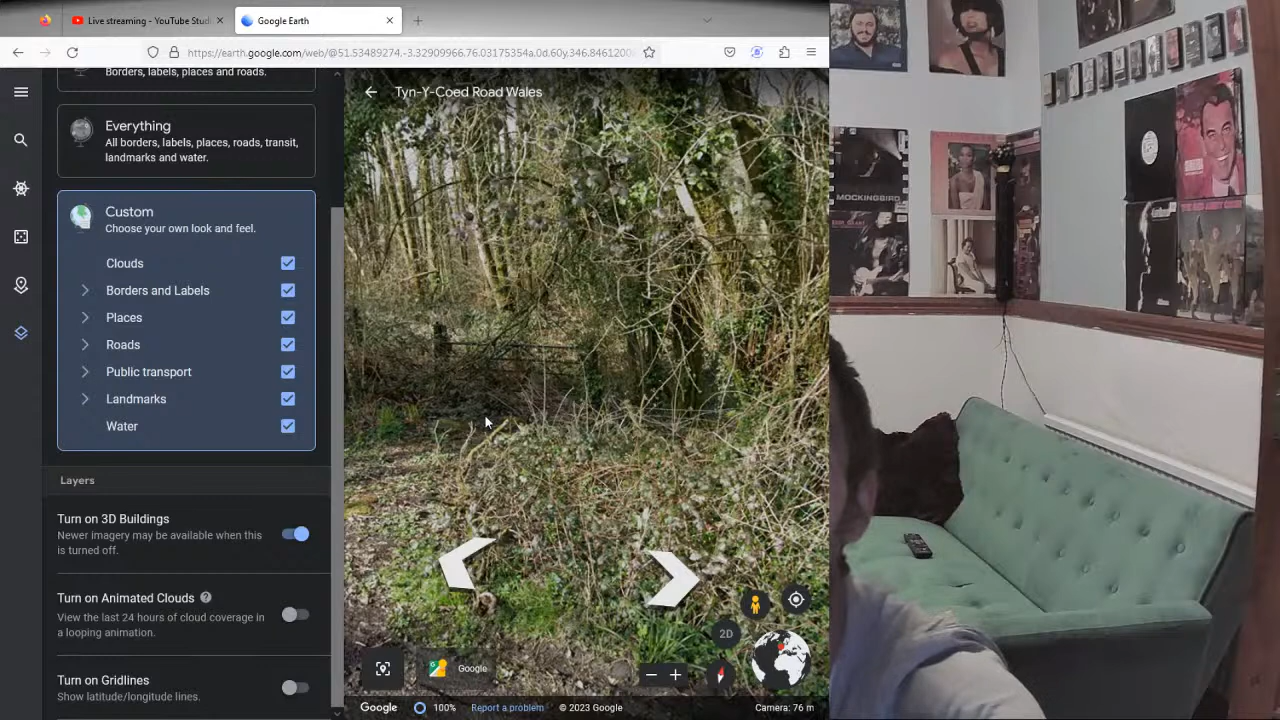 Live streaming - YouTube Studi
Google Earth
https://earth.google.com/web/@51.53489274,-3.32909966,76.03175354a,0d,60y,346.8461200
Borders, labels, places and roads.
Everything
All borders, labels, places, roads, transit,
landmarks and water.
Custom
Choose your own look and feel.
Clouds
Borders and Labels
Places
Roads
Public transport
Landmarks
Water
Layers
Turn on 3D Buildings
Newer imagery may be available when this
is turned off.
Turn on Animated Clouds
View the last 24 hours of cloud coverage in
a looping animation.
Turn on Gridlines
Show latitude/longitude lines.
Tyn-Y-Coed Road Wales
2D
Google
Google
100%
Report a problem
© 2023 Google
Camera: 76 m
MOCKINGBIRD